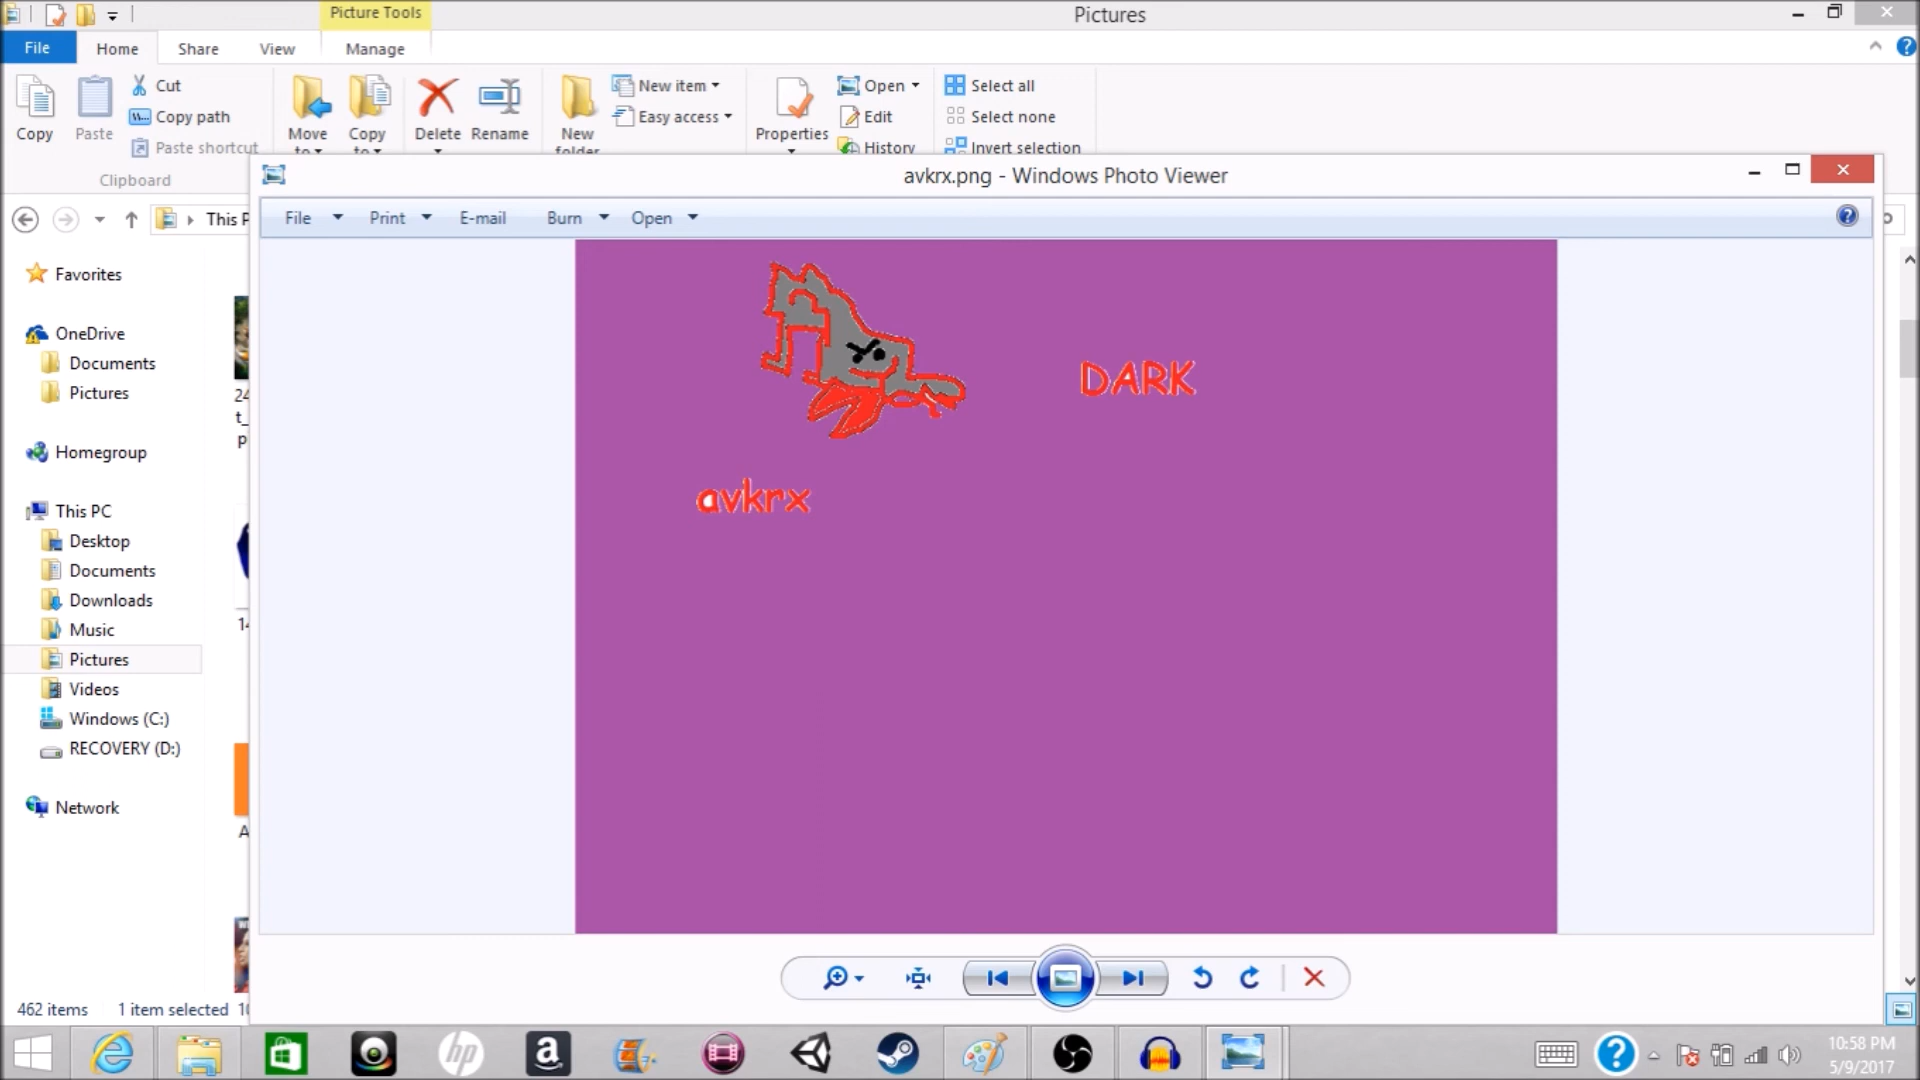 Picture Tools
Pictures
File
Home
Share
View
Manage
Copy
Paste
Cut
Copy path
Paste shortcut
Clipboard
Move
to
Copy
to
Delete
Rename
New
folder
New item
Easy access
Properties
Open
Edit
History
Select all
Select none
Invert selection
avkrx.png - Windows Photo Viewer
File
Print
E-mail
Burn
Open
This P
Favorites
OneDrive
Documents
Pictures
Homegroup
This PC
Desktop
Documents
Downloads
Music
Pictures
Videos
Windows (C:)
RECOVERY (D:)
Network
24
t_
p
14
A
DARK
avkrx
462 items
1 item selected
hp
a
10:58 PM
5/9/2017